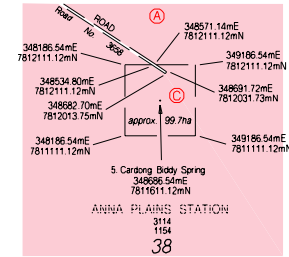 A
ROAD
Road No. 3658
348571.14mE
7812111.12mN
348186.54mE
7812111.12mN
349186.54mE
7812111.12mN
348534.80mE
7812111.12mN
348691.72mE
7812031.73mN
348682.70mE
7812013.75mN
C
approx. 99.7ha
348186.54mE
7811111.12mN
349186.54mE
7811111.12mN
5. Cardong Biddy Spring
348686.54mE
7811611.12mN
ANNA PLAINS STATION
3114
1154
38